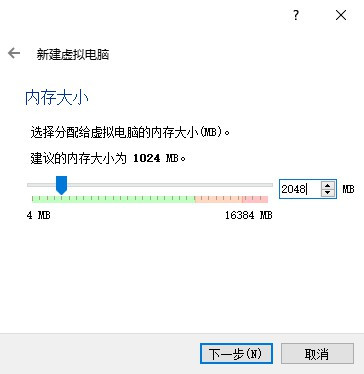 ?
新建虚拟电脑
内存大小
选择分配给虚拟电脑的内存大小(MB)。
建议的内存大小为 1024 MB。
2048 MB
4 MB 16384 MB
下一步(N) 取消